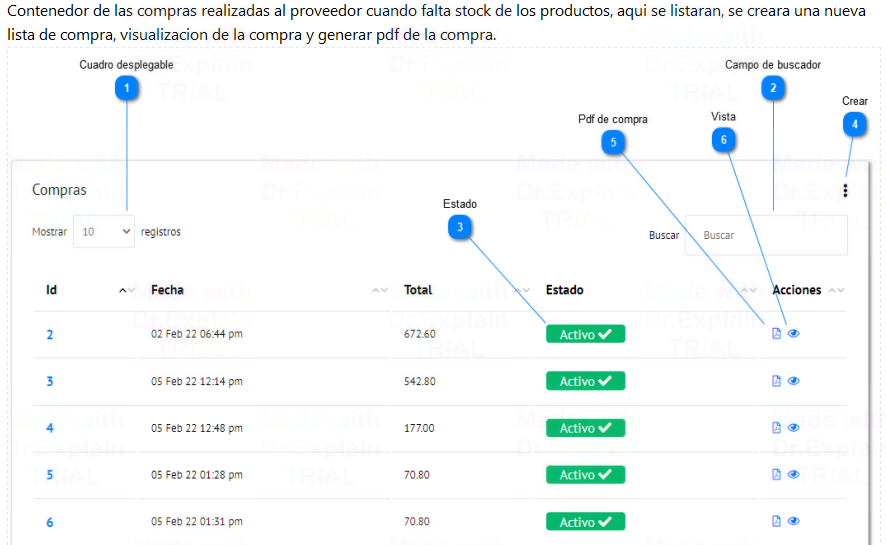 Contenedor de las compras realizadas al proveedor cuando falta stock de los productos, aqui se listaran, se creara una nueva
lista de compra, visualizacion de la compra y generar pdf de la compra.
Cuadro desplegable
Campo de buscador
1
2
Crear
Pdf de compra
Vista
4
5
6
Compras
Estado
Mostrar 10 registros
3
Buscar Buscar
Id Fecha Total Estado Acciones
2 02 Feb 22 06:44 pm 672.60 Activo
3 05 Feb 22 12:14 pm 542.80 Activo
4 05 Feb 22 12:48 pm 177.00 Activo
5 05 Feb 22 01:28 pm 70.80 Activo
6 05 Feb 22 01:31 pm 70.80 Activo
Made with
Dr.Explain
TRIAL